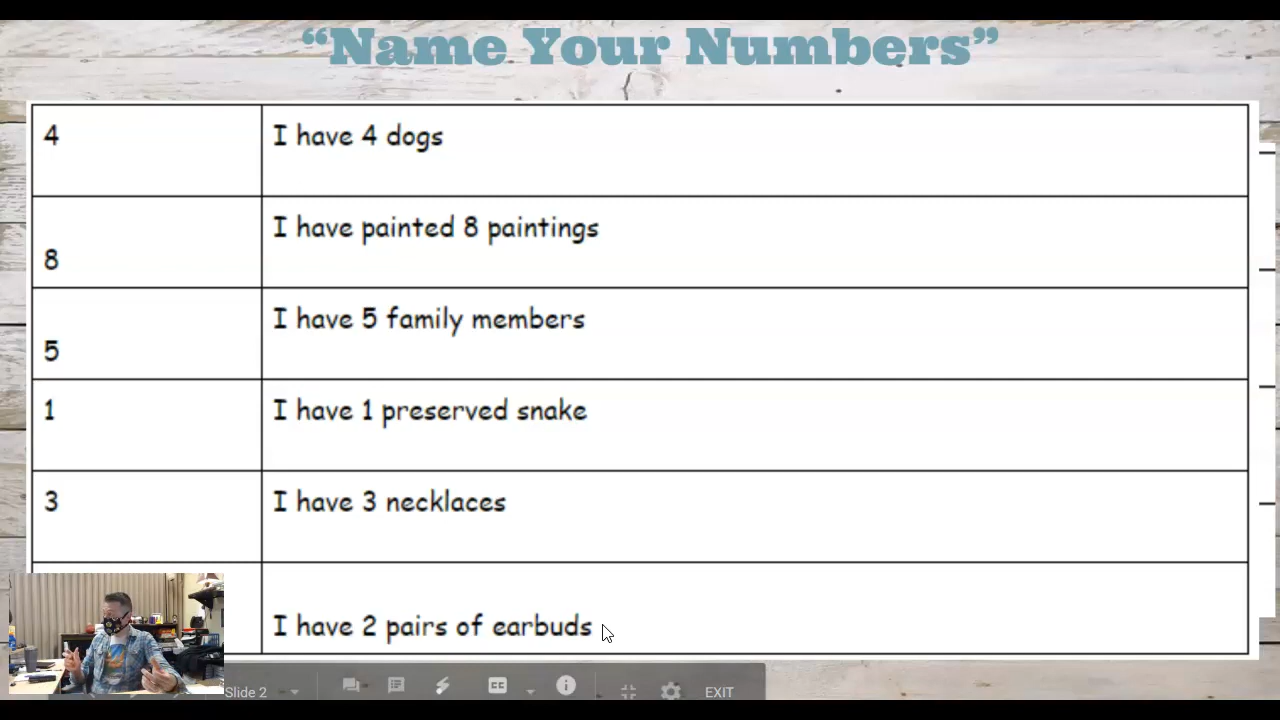 “Name Your Numbers”
4 I have 4 dogs
8 I have painted 8 paintings
5 I have 5 family members
1 I have 1 preserved snake
3 I have 3 necklaces
I have 2 pairs of earbuds
Slide 2 CC EXIT